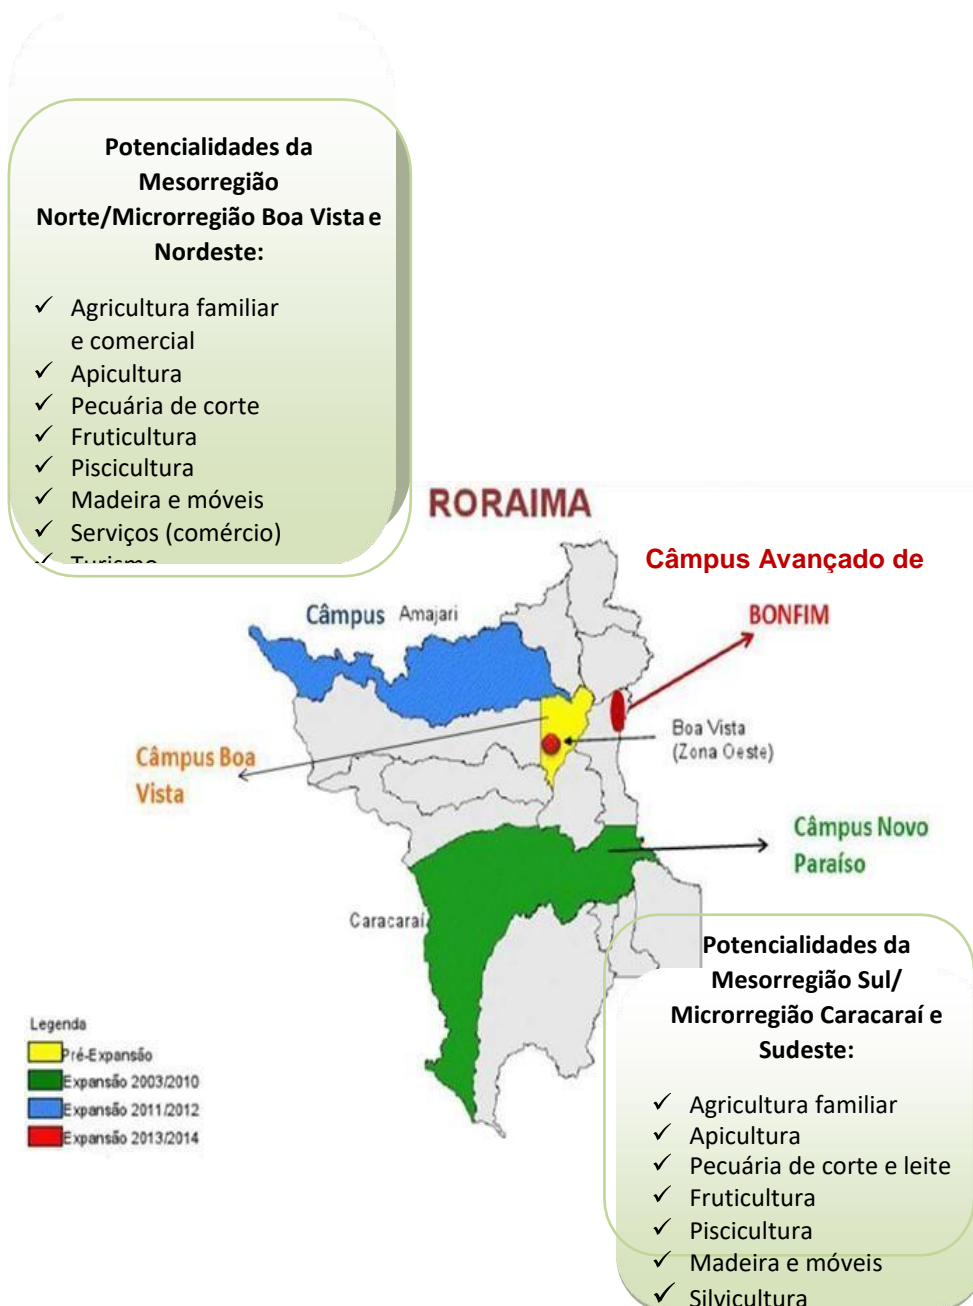 Potencialidades da
Mesorregião
Norte/Microrregião Boa Vista e
Nordeste:
✓ Agricultura familiar
e comercial
✓ Apicultura
✓ Pecuária de corte
✓ Fruticultura
✓ Piscicultura
✓ Madeira e móveis
✓ Serviços (comércio)
✓ Turismo
RORAIMA
Câmpus Avançado de
BONFIM
Câmpus Amajari
Boa Vista
(Zona Oeste)
Câmpus Boa
Vista
Câmpus Novo
Paraíso
Caracaraí
Legenda
Pré-Expansão
Expansão 2003/2010
Expansão 2011/2012
Expansão 2013/2014
Potencialidades da
Mesorregião Sul/
Microrregião Caracaraí e
Sudeste:
✓ Agricultura familiar
✓ Apicultura
✓ Pecuária de corte e leite
✓ Fruticultura
✓ Piscicultura
✓ Madeira e móveis
✓ Silvicultura